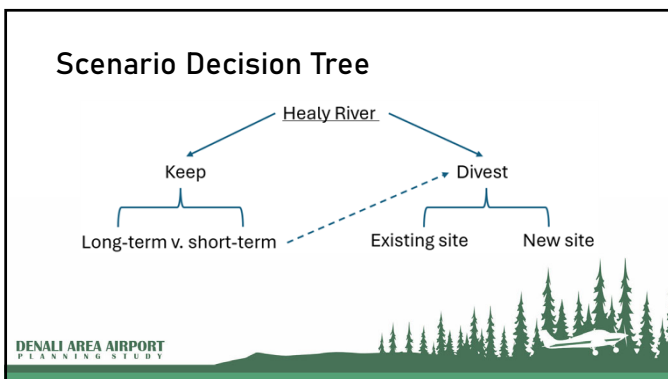 Scenario Decision Tree
Healy River
Keep
Divest
Long-term v. short-term
Existing site
New site
DENALI AREA AIRPORT
PLANNING STUDY